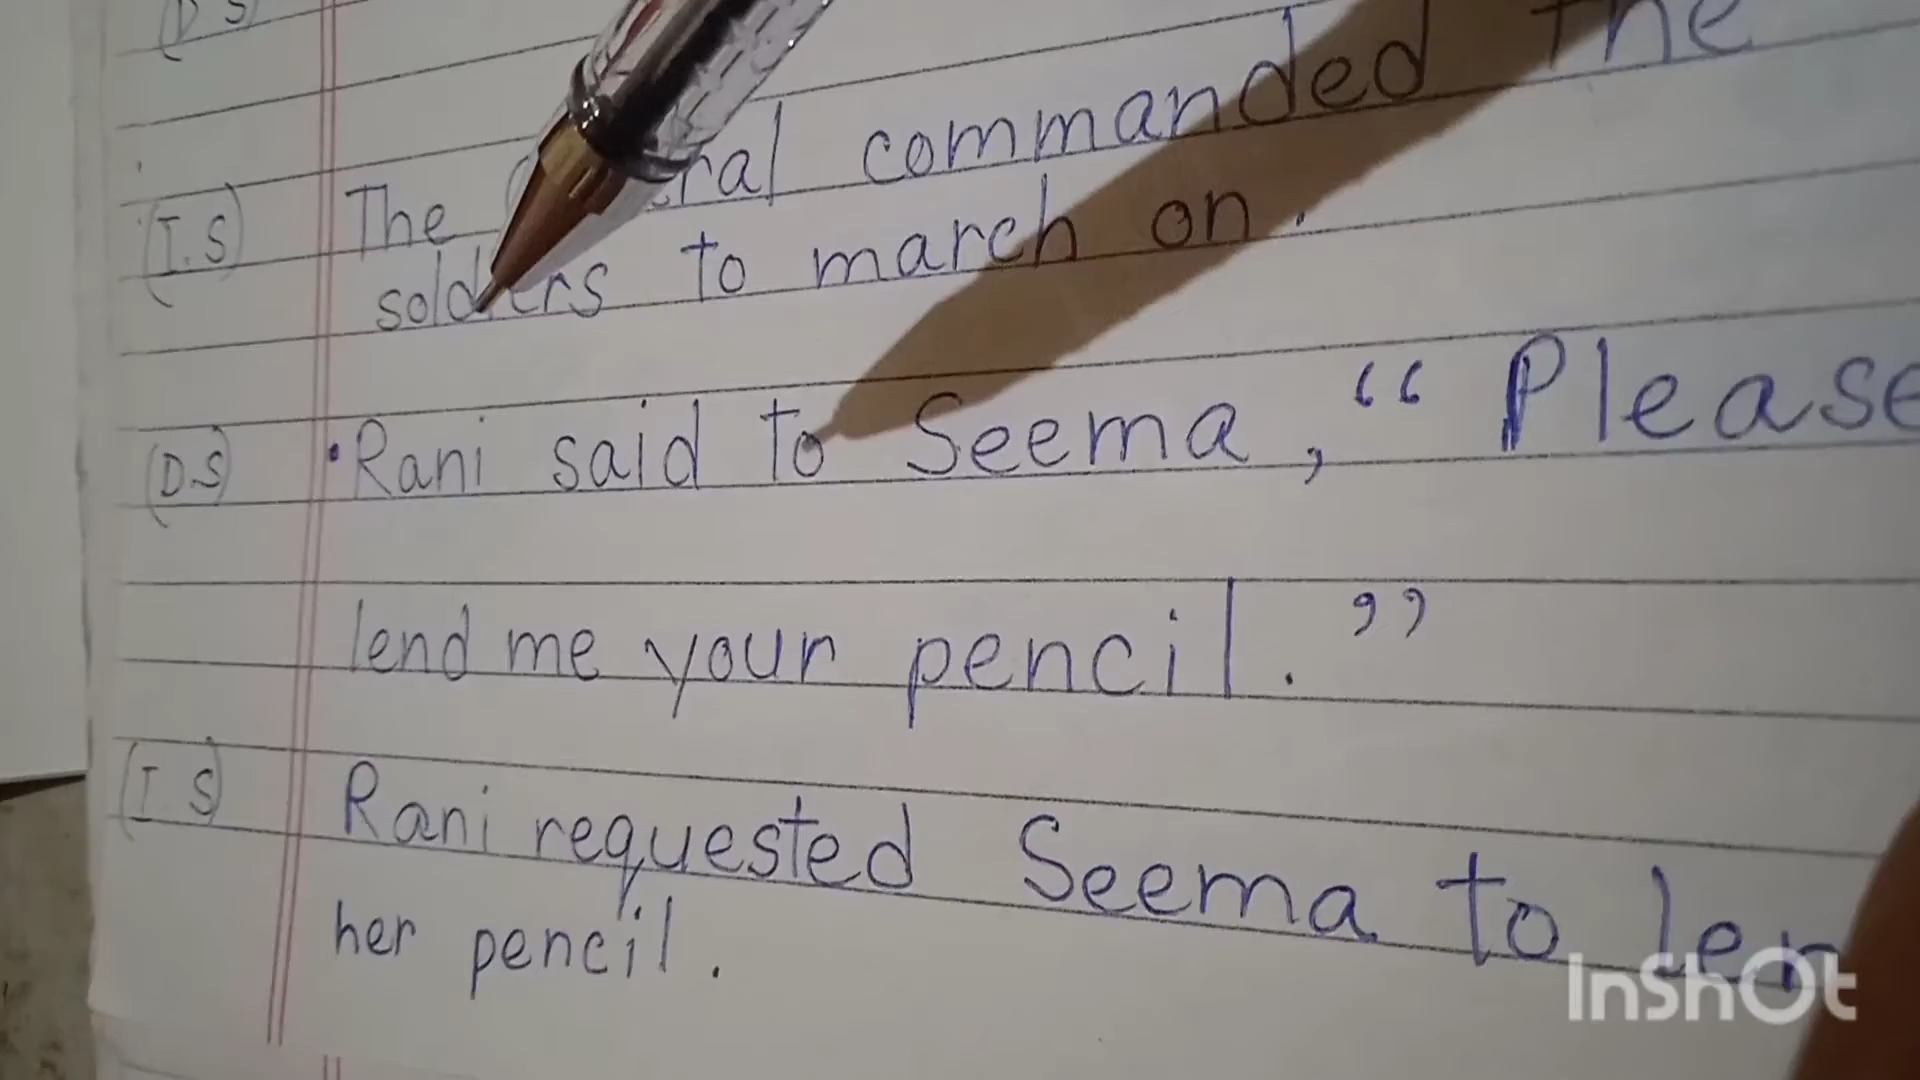 (D S)
(I.S) The commanded the
soldiers to march on.
(D.S) • Rani said to Seema, “Please
lend me your pencil.”
(I S) Rani requested Seema to
her pencil.
InShOt